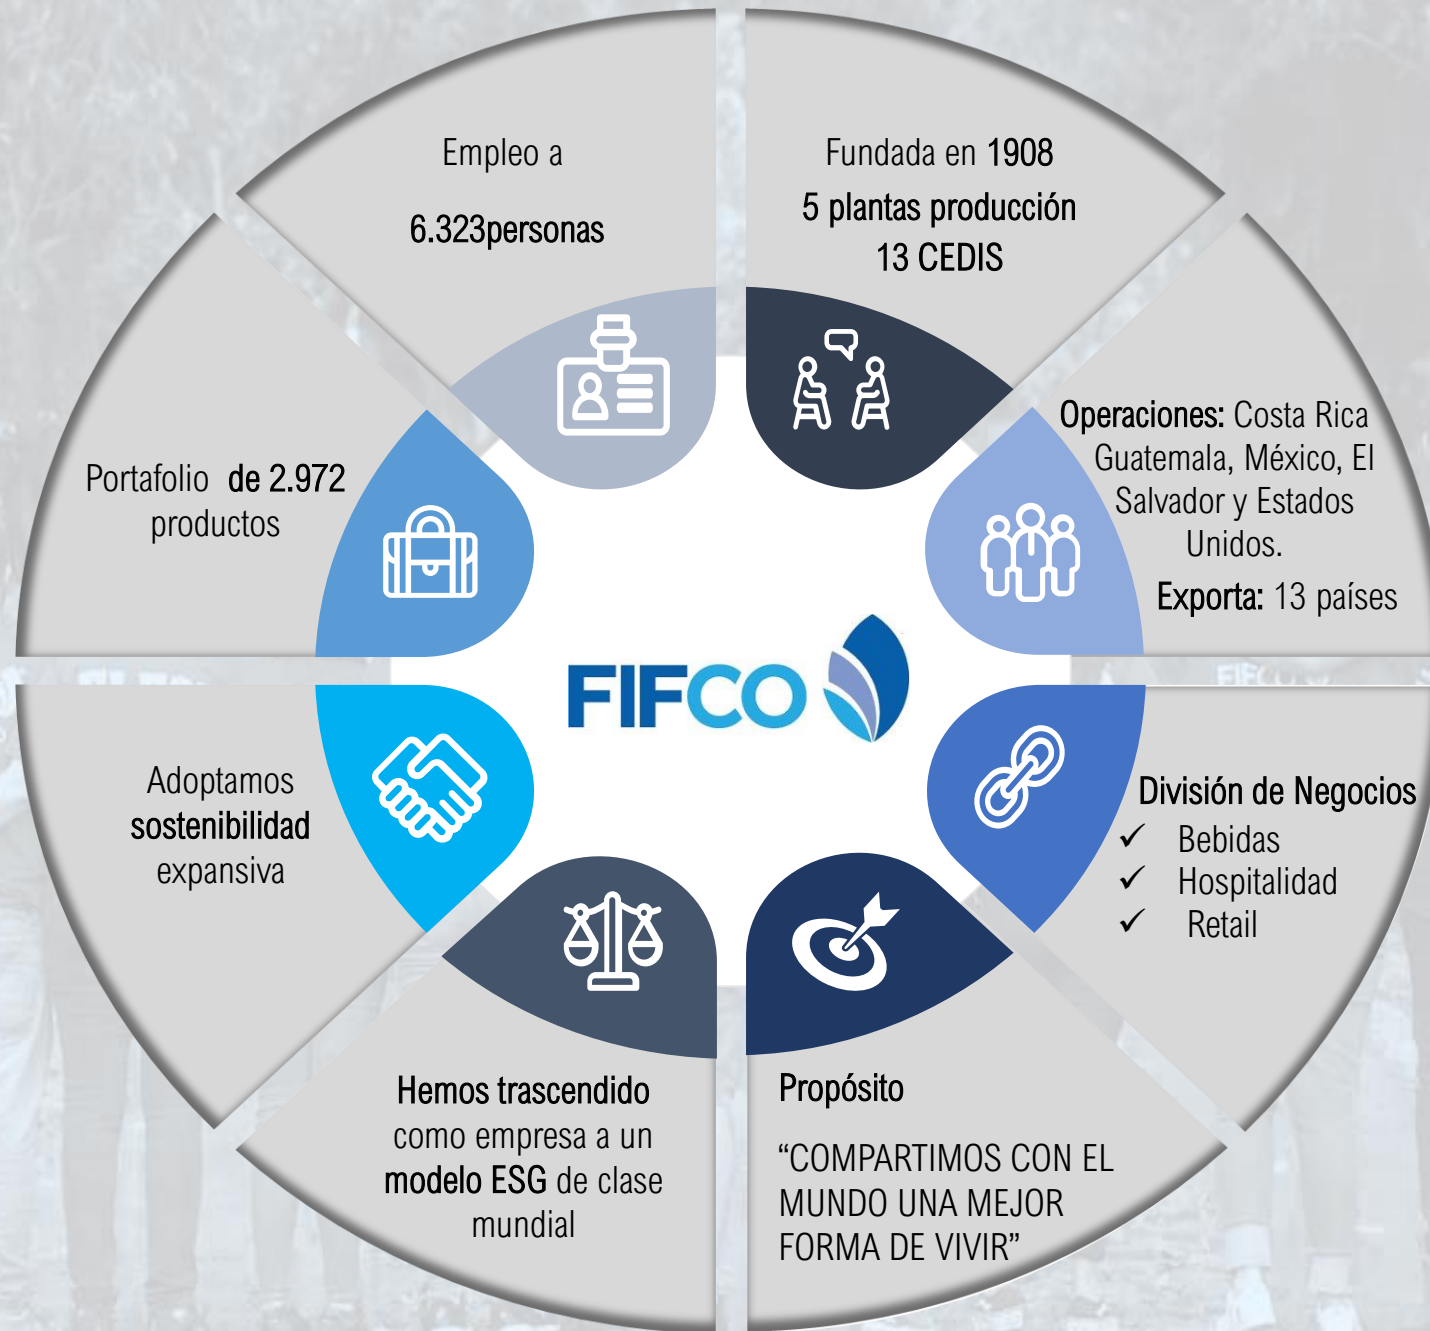 Empleo a
6.323personas
Fundada en 1908
5 plantas producción
13 CEDIS
Operaciones: Costa Rica
Guatemala, México, El
Salvador y Estados
Unidos.
Exporta: 13 países
División de Negocios
✓ Bebidas
✓ Hospitalidad
✓ Retail
Propósito
“COMPARTIMOS CON EL
MUNDO UNA MEJOR
FORMA DE VIVIR”
Hemos trascendido
como empresa a un
modelo ESG de clase
mundial
Adoptamos
sostenibilidad
expansiva
Portafolio de 2.972
productos
FIFCO